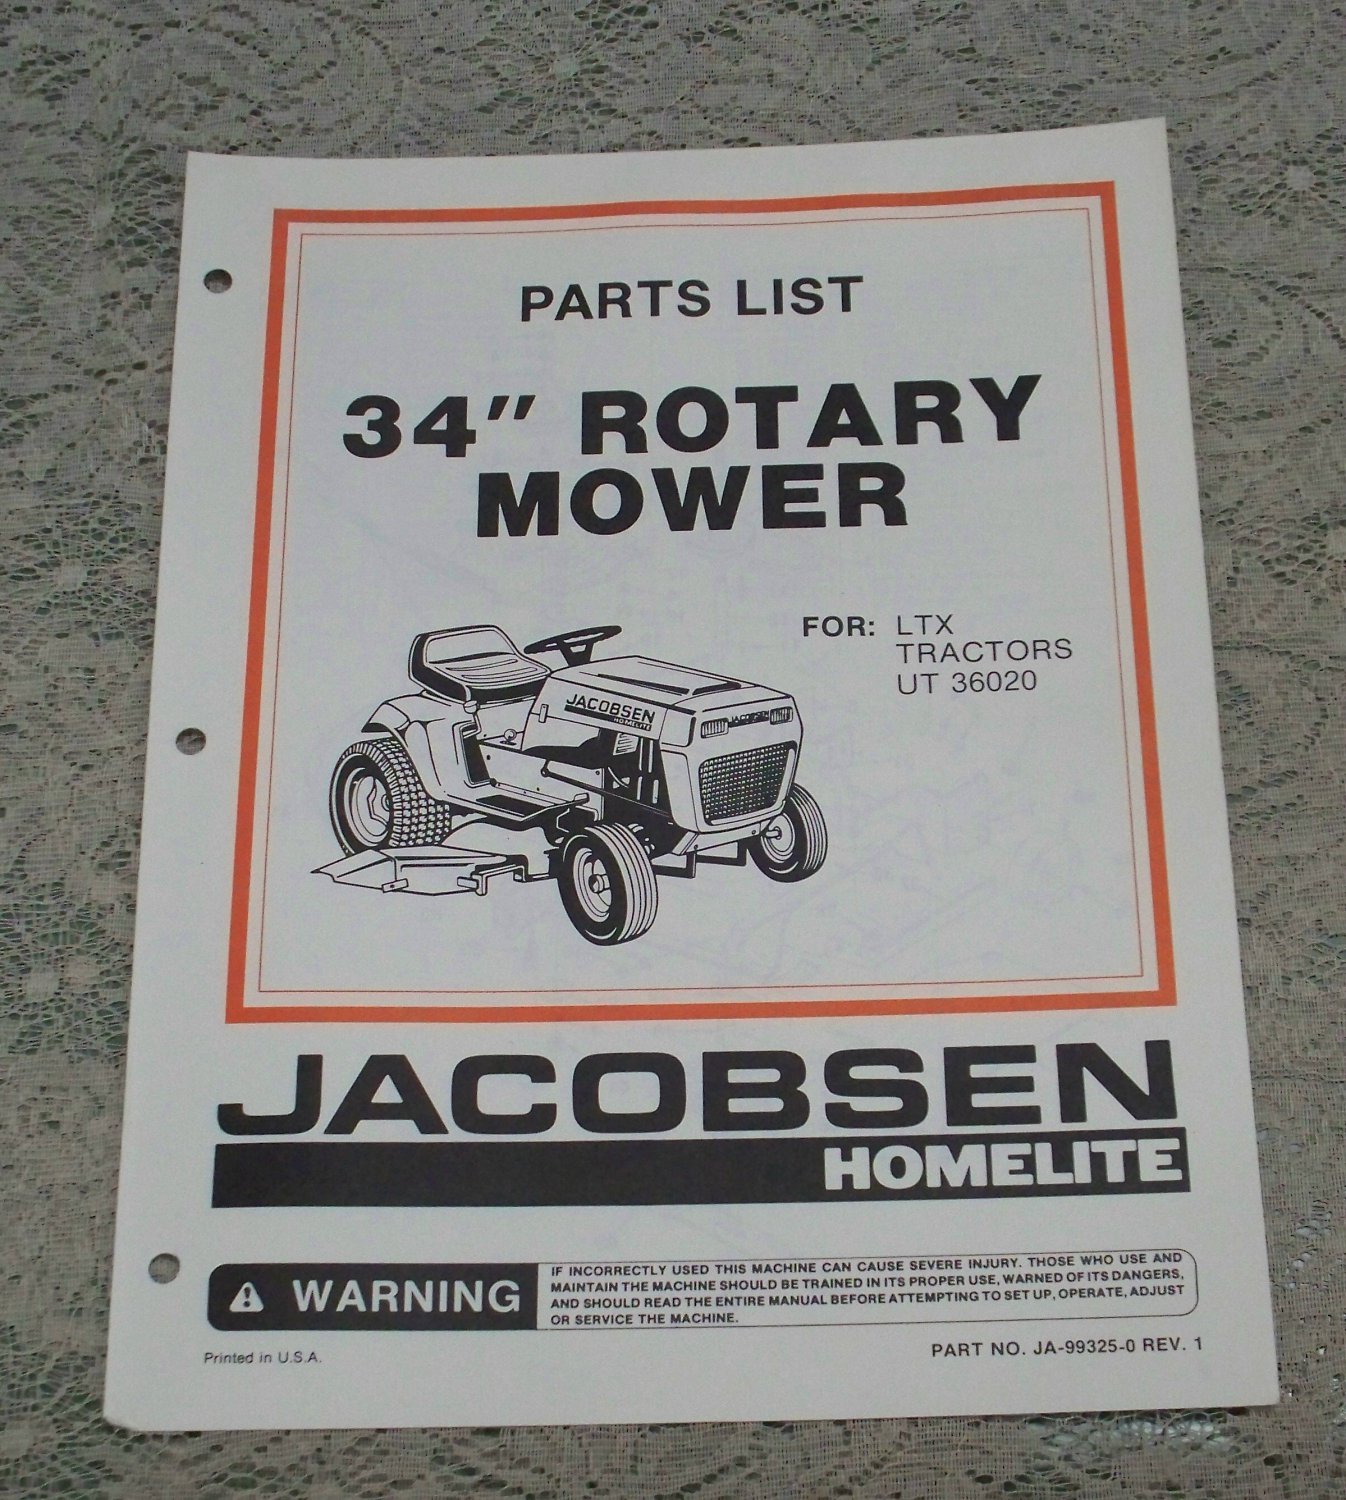 PARTS LIST
34" ROTARY
MOWER
FOR: LTX
TRACTORS
UT 36020
JACOBSEN
HOMELITE
JACOBSEN
JACOBSEN
HOMELITE
WARNING
IF INCORRECTLY USED THIS MACHINE CAN CAUSE SEVERE INJURY. THOSE WHO USE AND
MAINTAIN THE MACHINE SHOULD BE TRAINED IN ITS PROPER USE, WARNED OF ITS DANGERS,
AND SHOULD READ THE ENTIRE MANUAL BEFORE ATTEMPTING TO SET UP, OPERATE, ADJUST
OR SERVICE THE MACHINE.
Printed in U.S.A.
PART NO. JA-99325-0 REV. 1